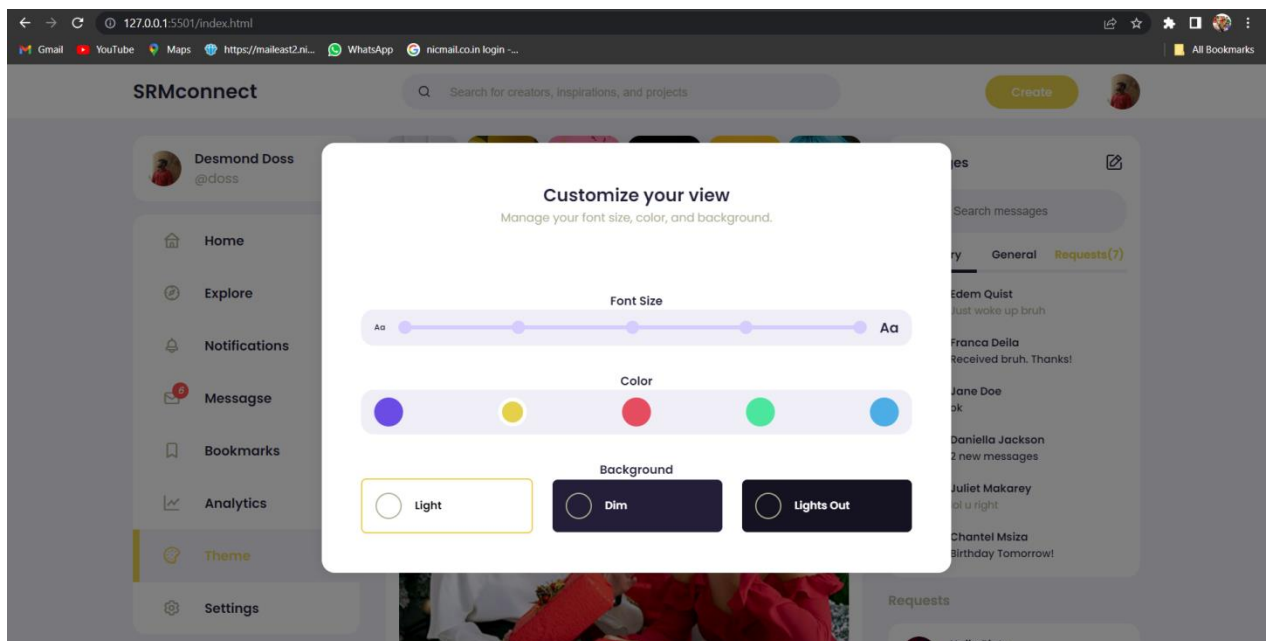 127.0.0.1:5501/index.html
Gmail YouTube Maps https://maileast2.ni... WhatsApp nicmail.co.in login -... All Bookmarks
SRMconnect
Search for creators, inspirations, and projects
Create
Desmond Doss
@doss
Home
Explore
Notifications
6
Messagse
Bookmarks
Analytics
Theme
Settings
Customize your view
Manage your font size, color, and background.
Font Size
Aa Aa
Color
Background
Light Dim Lights Out
Search messages
General Requests(7)
Edem Quist
Just woke up bruh
Franca Deila
Received bruh. Thanks!
Jane Doe
ok
Daniella Jackson
2 new messages
Juliet Makarey
u right
Chantel Msiza
Birthday Tomorrow!
Requests